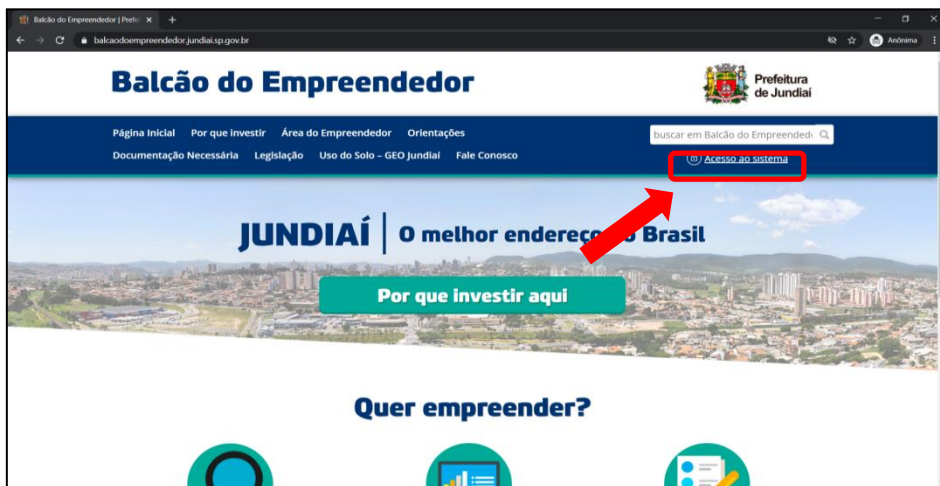 Balcão do Empreendedor | Prefei
balcaodoempreendedor.jundiai.sp.gov.br
Anônima
Balcão do Empreendedor
Prefeitura
de Jundiaí
Página Inicial Por que investir Área do Empreendedor Orientações
buscar em Balcão do Empreended
Documentação Necessária Legislação Uso do Solo – GEO Jundiaí Fale Conosco
Acesso ao sistema
JUNDIAÍ | O melhor endereço o Brasil
Por que investir aqui
Quer empreender?